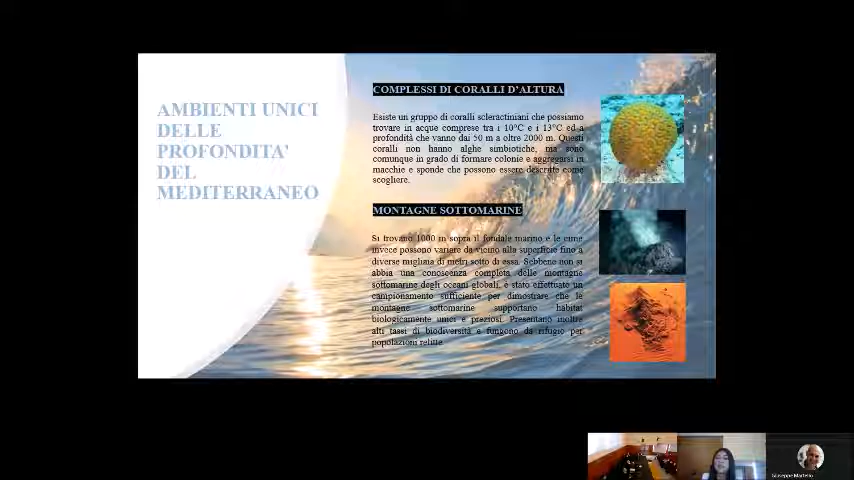 AMBIENTI UNICI
DELLE
PROFONDITA'
DEL
MEDITERRANEO
COMPLESSI DI CORALLI D'ALTURA
Esiste un gruppo di coralli scleractiniani che possiamo
trovare in acque comprese tra i 10°C e i 13°C ed a
profondità che vanno dai 50 m a oltre 2000 m. Questi
coralli non hanno alghe simbiotiche, ma sono
comunque in grado di formare colonie e aggregarsi in
macchie e sponde che possono essere descritte come
scogliere.
MONTAGNE SOTTOMARINE
Si trovano 1000 m sopra il fondale marino e le cime
invece possono variare da vicino alla superficie fino a
diverse migliaia di metri sotto di essa. Sebbene non si
abbia una conoscenza completa delle montagne
sottomarine degli oceani globali, è stato effettuato un
campionamento sufficiente per dimostrare che le
montagne sottomarine supportano habitat
biologicamente unici e preziosi. Presentano inoltre
alti tassi di biodiversità e fungono da rifugio per
popolazioni relitte.
Giuseppe Martello